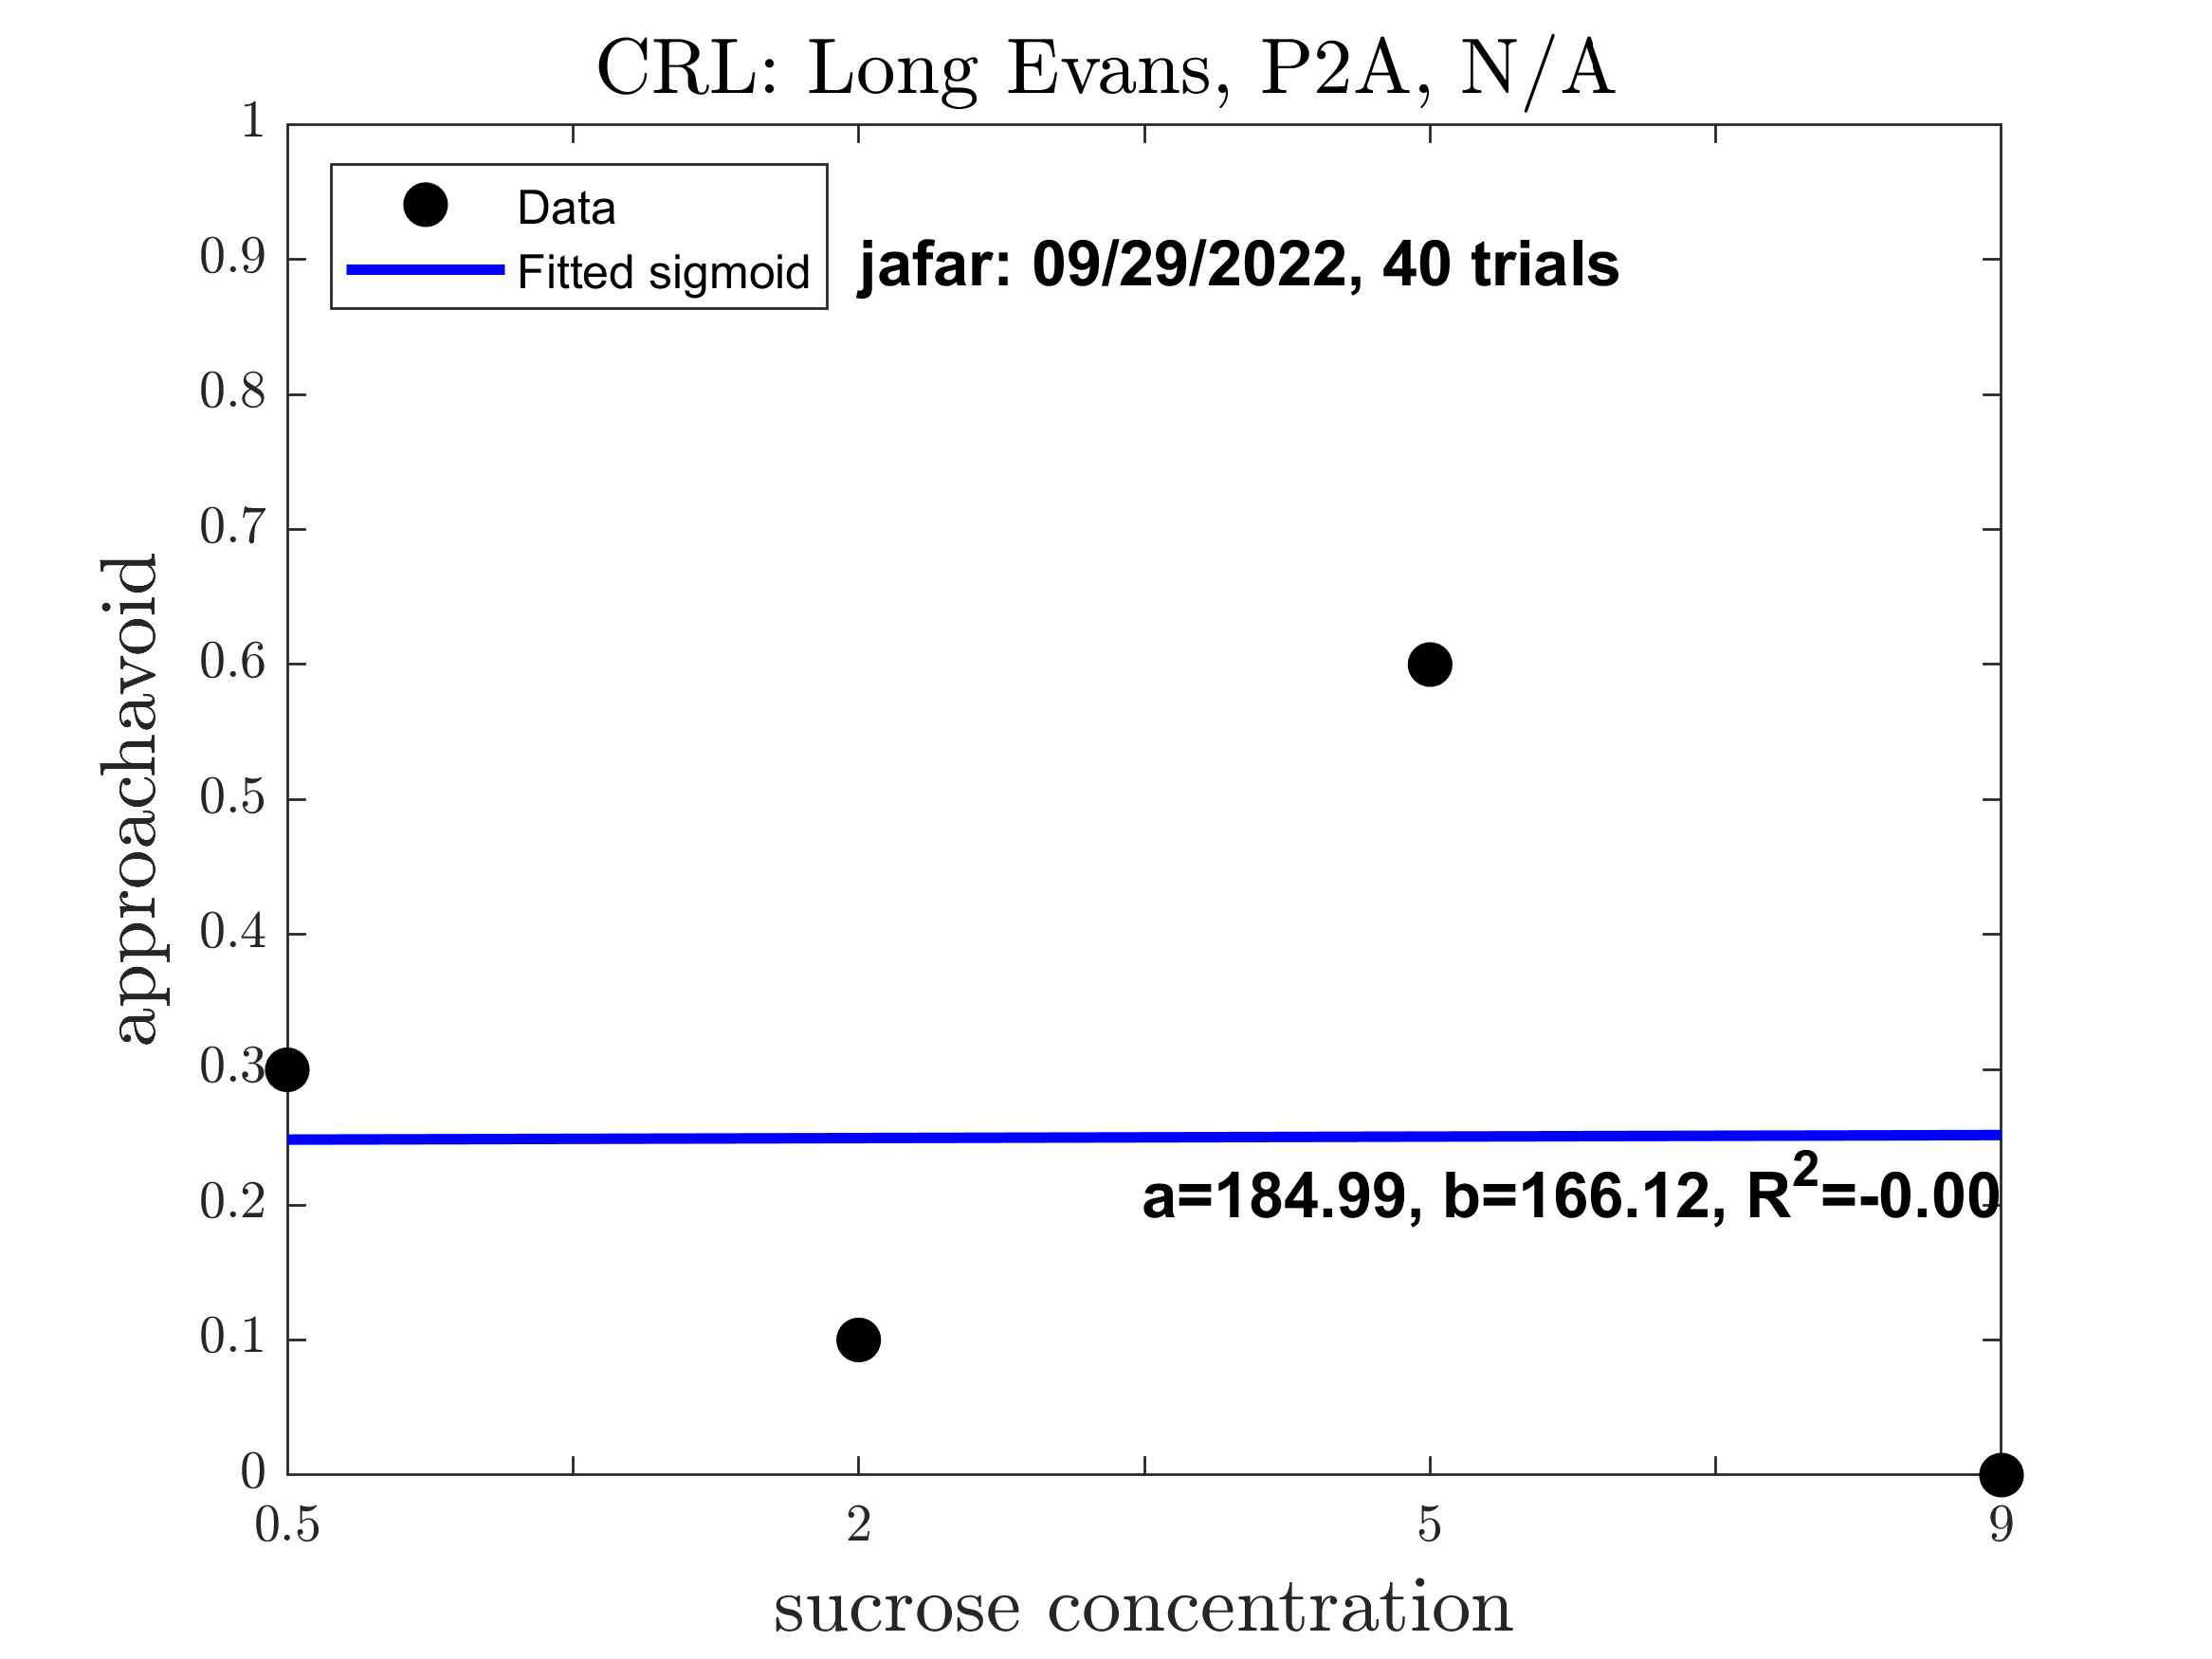 CRL: Long Evans, P2A, N/A
1
Data
Fitted sigmoid
jafar: 09/29/2022, 40 trials
0.9
0.8
0.7
0.6
0.5
0.4
0.3
0.2
0.1
0
approachavoid
a=184.99, b=166.12, R²=-0.00
0.5 2 5 9
sucrose concentration